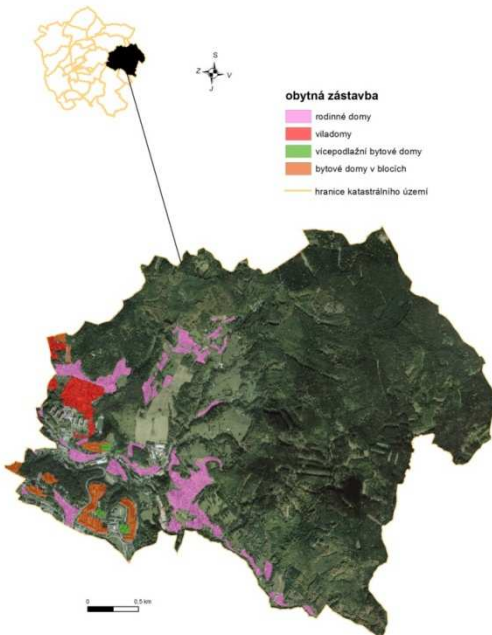 S
Z V
J
obytná zástavba
rodinné domy
viladomy
vícepodlažní bytové domy
bytové domy v blocích
hranice katastrálního území
0 0.5 km